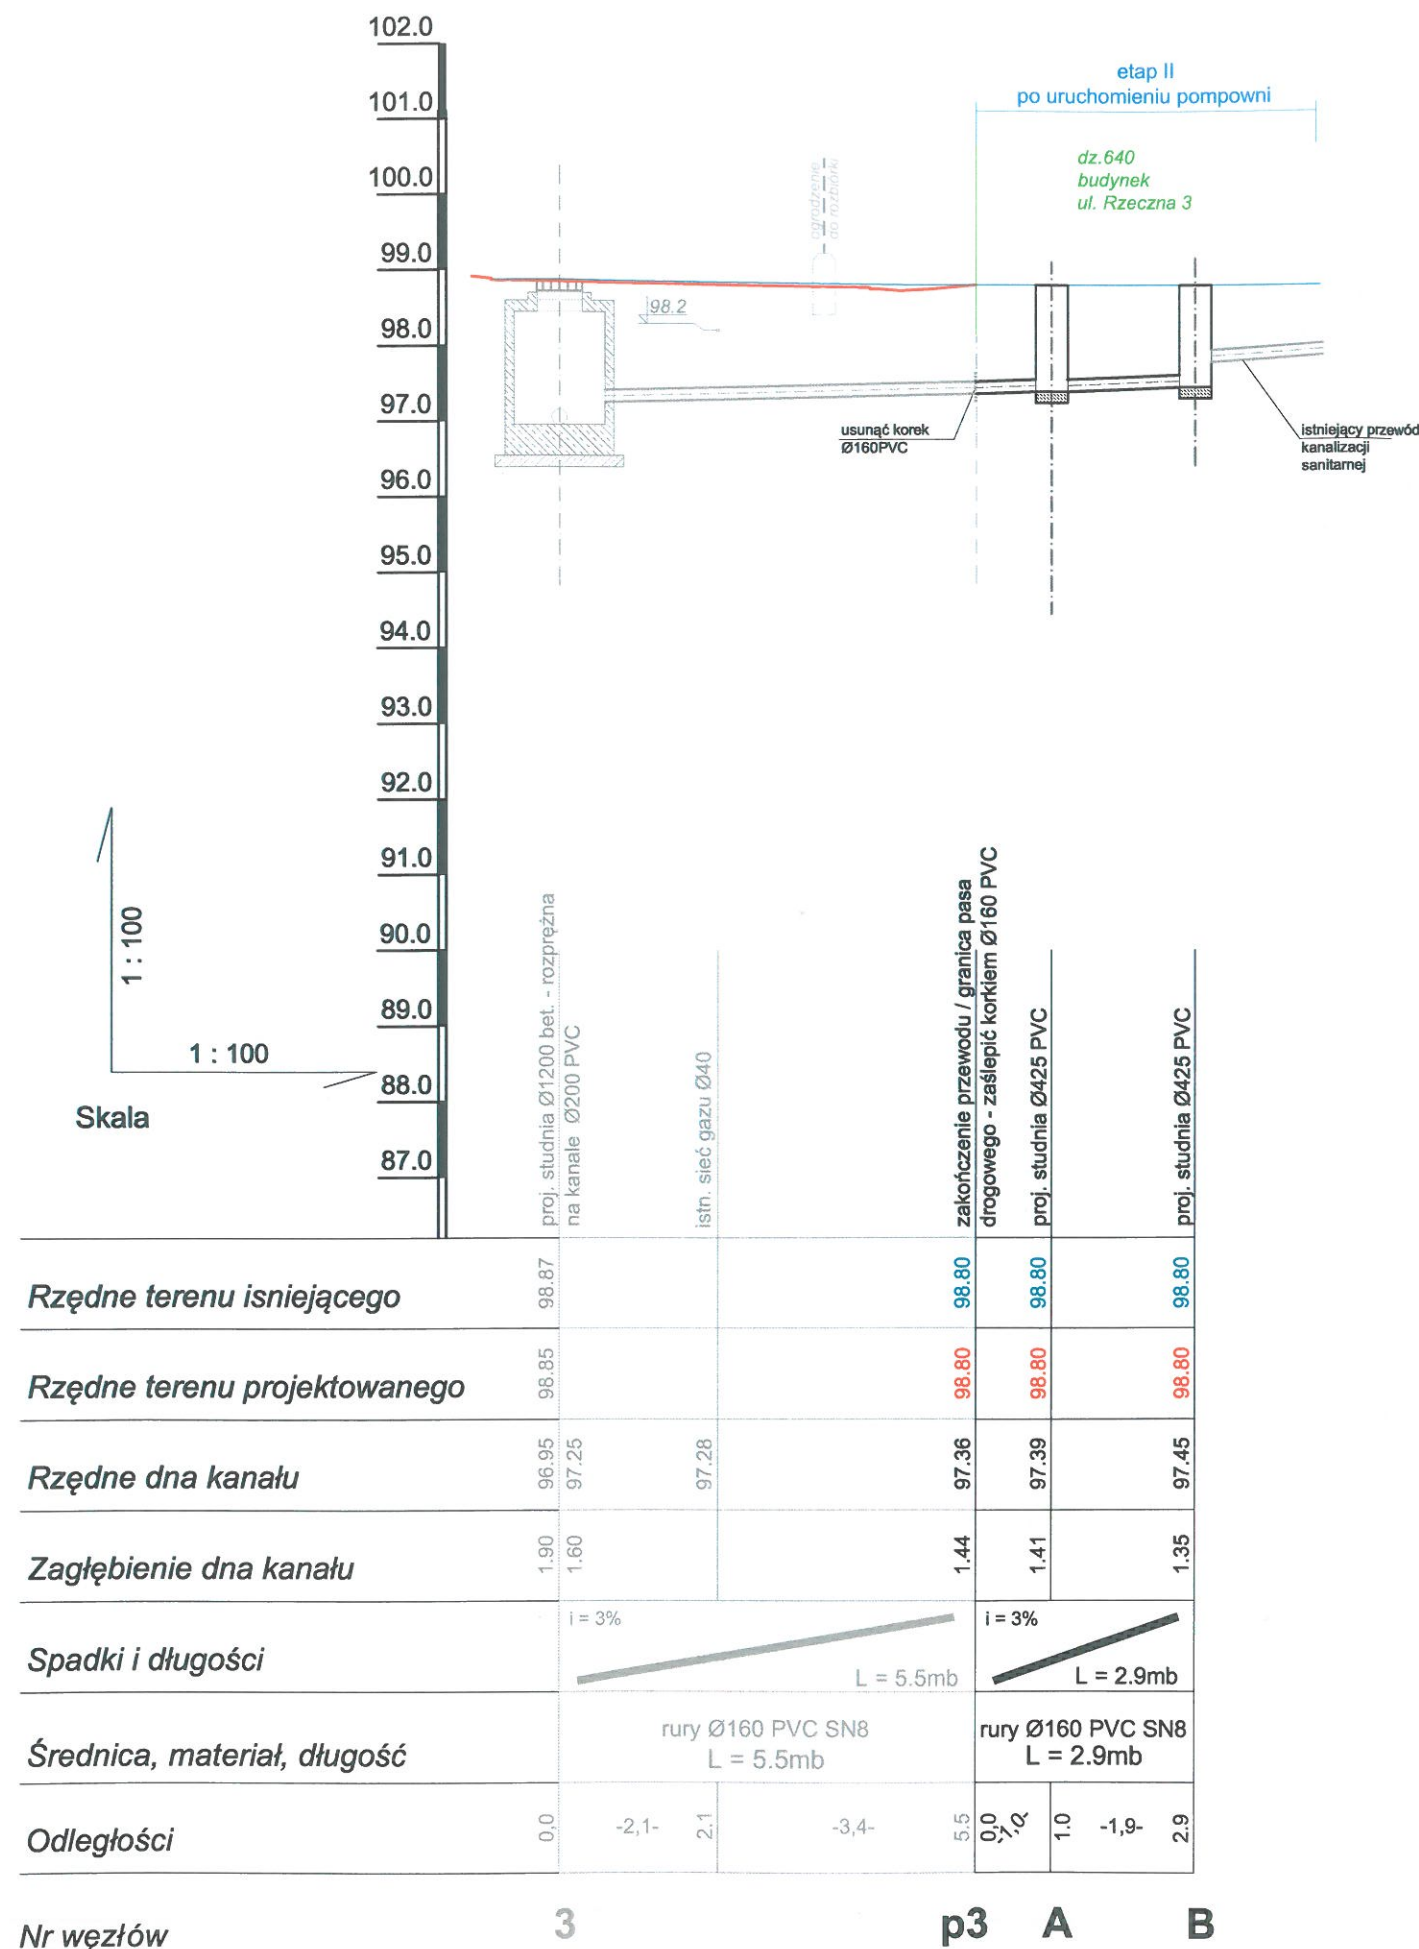 102.0
101.0
100.0
99.0
98.0
97.0
96.0
95.0
94.0
93.0
92.0
91.0
90.0
89.0
88.0
87.0
etap II
po uruchomieniu pompowni
dz.640
budynek
ul. Rzeczna 3
ogrodzenie
do rozbiórki
98.2
usunąć korek
Ø160PVC
istniejący przewód
kanalizacji
sanitarnej
1 : 100
1 : 100
Skala
proj. studnia Ø1200 bet. - rozprężna
na kanale Ø200 PVC
istn. sieć gazu Ø40
zakończenie przewodu / granica pasa
drogowego - zaślepić korkiem Ø160 PVC
proj. studnia Ø425 PVC
proj. studnia Ø425 PVC
Rzędne terenu isniejącego
98.87
98.80
98.80
98.80
Rzędne terenu projektowanego
98.85
98.80
98.80
98.80
Rzędne dna kanału
96.95
97.25
97.28
97.36
97.39
97.45
Zagłębienie dna kanału
1.90
1.60
1.44
1.41
1.35
Spadki i długości
i = 3%
L = 5.5mb
i = 3%
L = 2.9mb
Średnica, materiał, długość
rury Ø160 PVC SN8
L = 5.5mb
rury Ø160 PVC SN8
L = 2.9mb
Odległości
0,0
-2,1-
2.1
-3,4-
5.5
0,0
-1,0-
1.0
-1,9-
2.9
Nr węzłów
3
p3
A
B